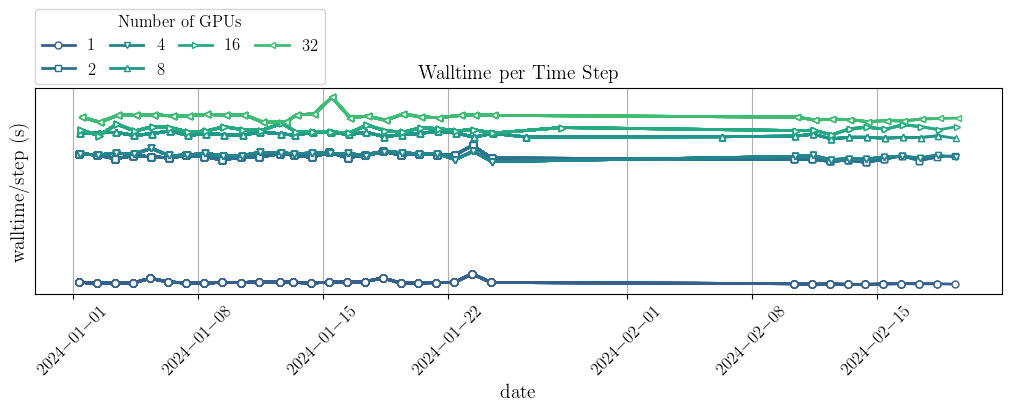 Number of GPUs
1 4 16 32
2 8
Walltime per Time Step
walltime/step (s)
2024−01−01 2024−01−08 2024−01−15 2024−01−22 2024−02−01 2024−02−08 2024−02−15
date